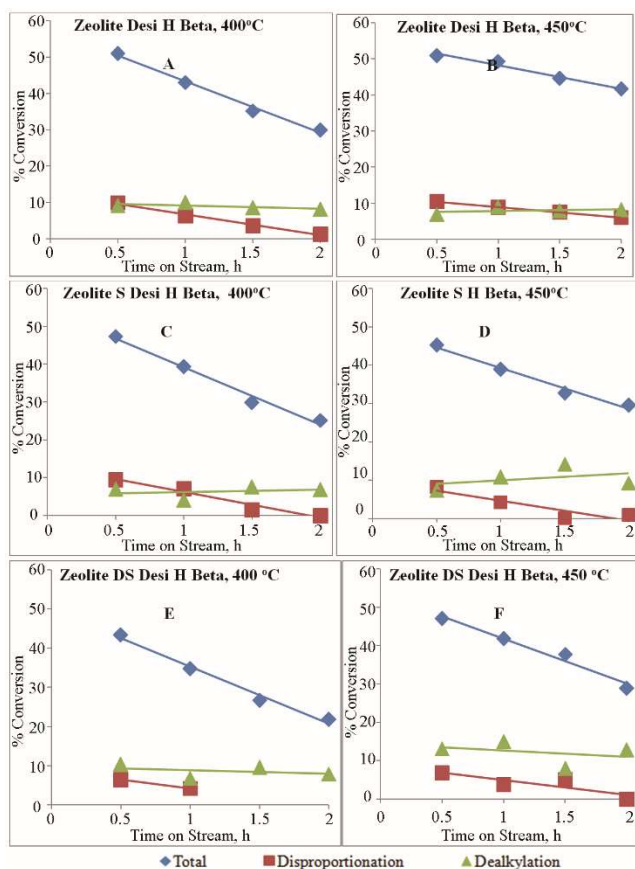 Zeolite Desi H Beta, 400°C
A
% Conversion
60
50
40
30
20
10
0
0.5
1
1.5
2
Time on Stream, h
Zeolite Desi H Beta, 450°C
B
% Conversion
60
50
40
30
20
10
0
0.5
1
1.5
2
Time on Stream, h
Zeolite S Desi H Beta, 400°C
C
% Conversion
60
50
40
30
20
10
0
0.5
1
1.5
2
Time on Stream, h
Zeolite S H Beta, 450°C
D
% Conversion
60
50
40
30
20
10
0
0.5
1
1.5
2
Time on Stream, h
Zeolite DS Desi H Beta, 400 °C
E
% Conversion
60
50
40
30
20
10
0
0.5
1
1.5
2
Time on Stream, h
Zeolite DS Desi H Beta, 450 °C
F
% Conversion
60
50
40
30
20
10
0
0.5
1
1.5
2
Time on Stream, h
Total Disproportionation Dealkylation